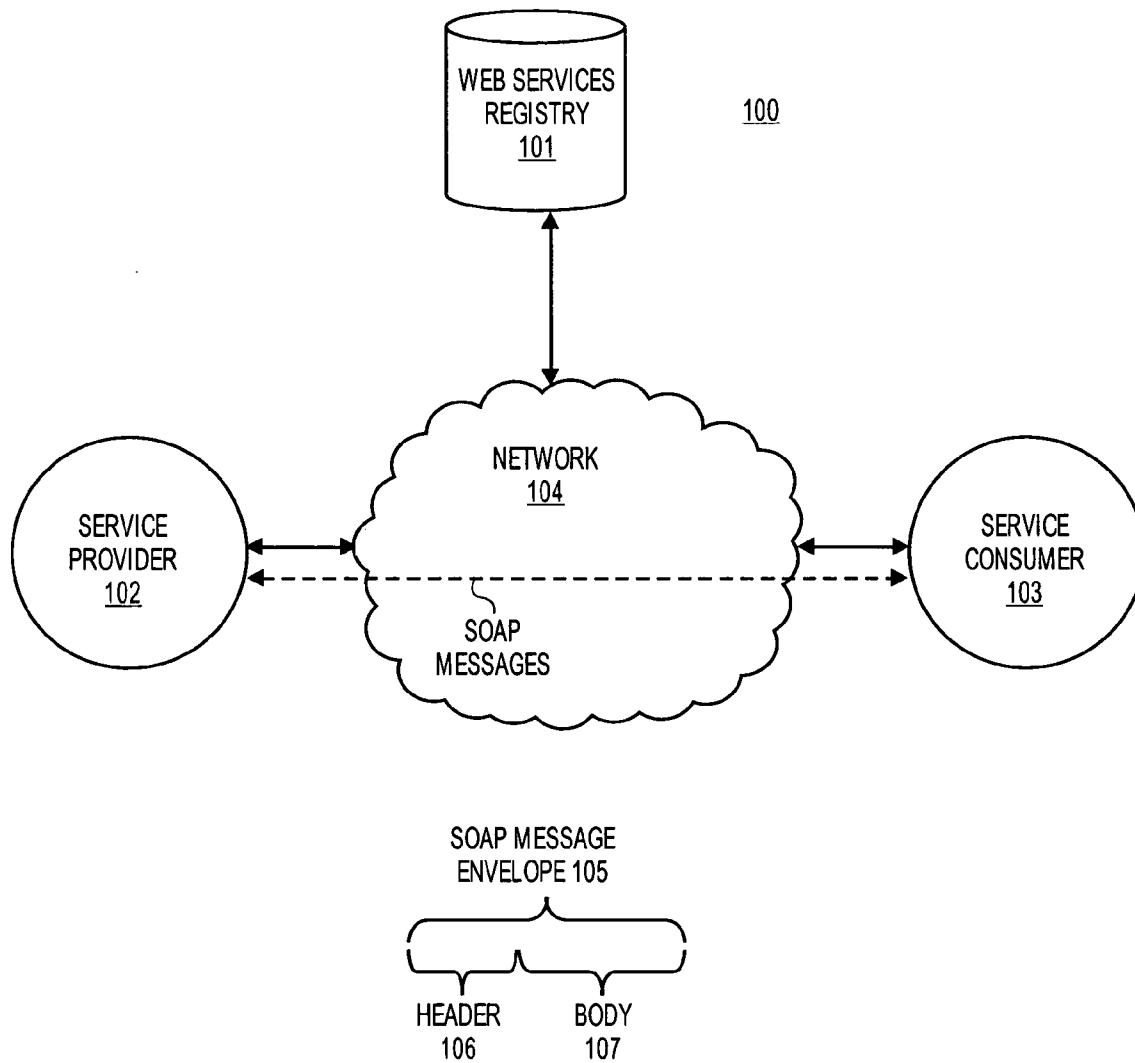 WEB SERVICES
REGISTRY
101
100
NETWORK
104
SERVICE
PROVIDER
102
SERVICE
CONSUMER
103
SOAP
MESSAGES
SOAP MESSAGE
ENVELOPE 105
HEADER
106
BODY
107